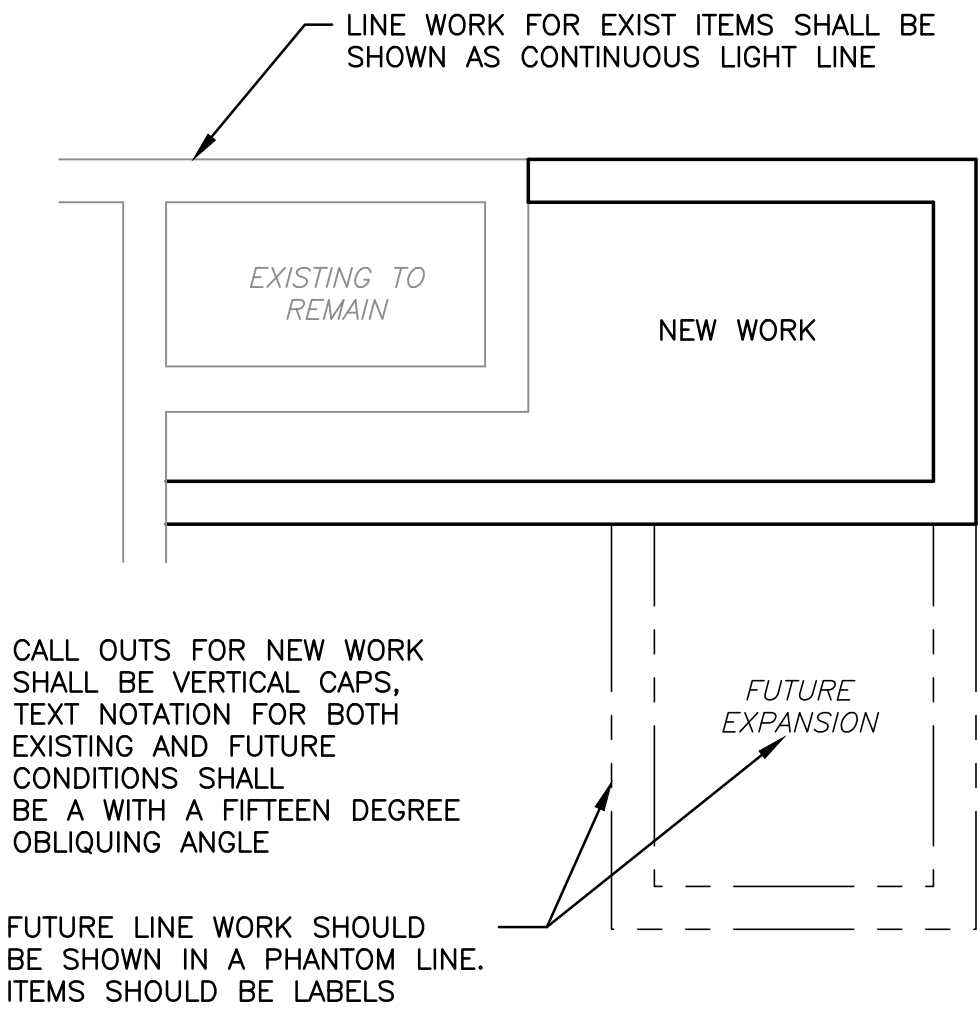 LINE WORK FOR EXIST ITEMS SHALL BE
SHOWN AS CONTINUOUS LIGHT LINE
EXISTING TO
REMAIN
NEW WORK
CALL OUTS FOR NEW WORK
SHALL BE VERTICAL CAPS,
TEXT NOTATION FOR BOTH
EXISTING AND FUTURE
CONDITIONS SHALL
BE A WITH A FIFTEEN DEGREE
OBLIQUING ANGLE
FUTURE
EXPANSION
FUTURE LINE WORK SHOULD
BE SHOWN IN A PHANTOM LINE.
ITEMS SHOULD BE LABELS